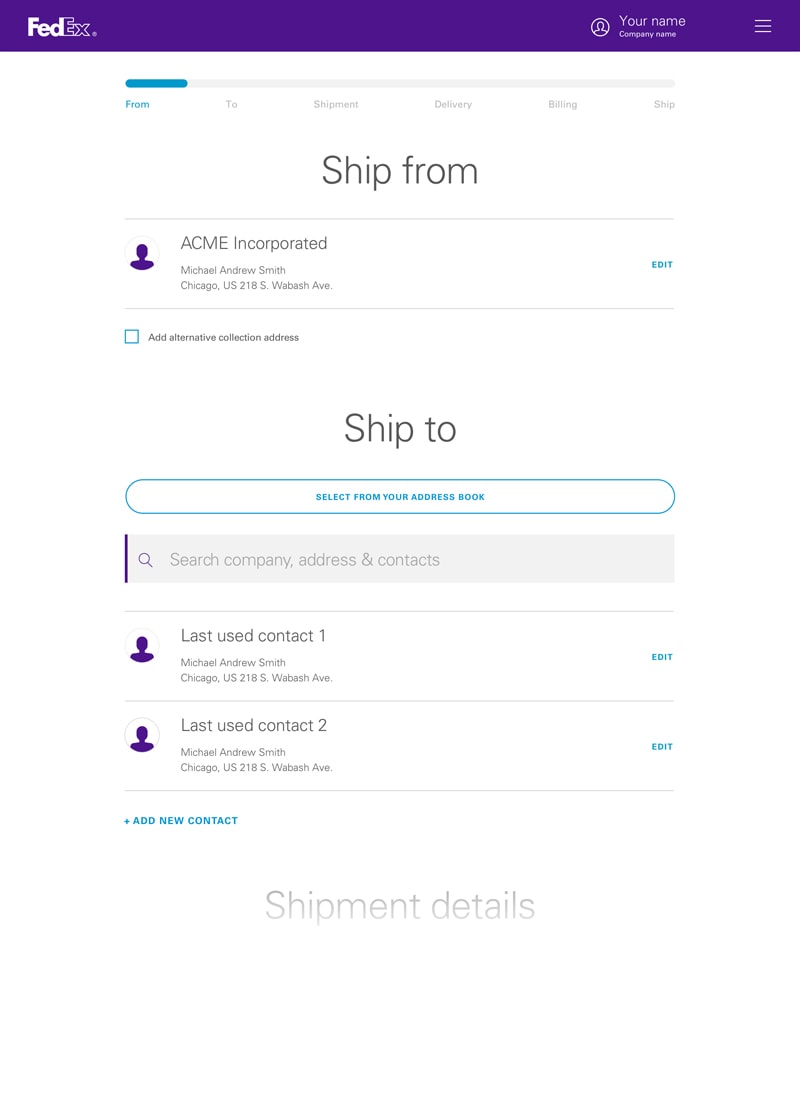 FedEx®
Your name
Company name
From To Shipment Delivery Billing Ship
Ship from
ACME Incorporated
Michael Andrew Smith
Chicago, US 218 S. Wabash Ave.
EDIT
Add alternative collection address
Ship to
SELECT FROM YOUR ADDRESS BOOK
Search company, address & contacts
Last used contact 1
Michael Andrew Smith
Chicago, US 218 S. Wabash Ave.
EDIT
Last used contact 2
Michael Andrew Smith
Chicago, US 218 S. Wabash Ave.
EDIT
+ ADD NEW CONTACT
Shipment details